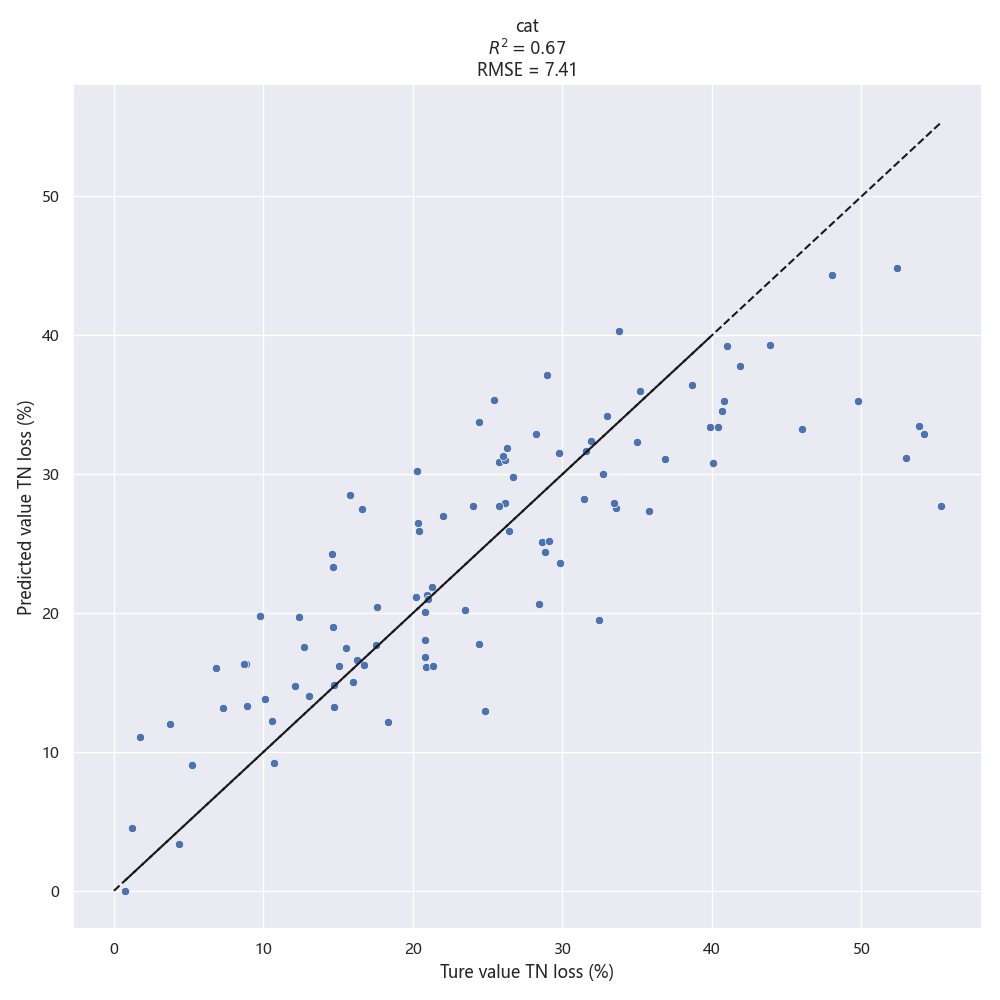 cat
R² = 0.67
RMSE = 7.41
50
40
30
20
10
0
Predicted value TN loss (%)
0 10 20 30 40 50
Ture value TN loss (%)